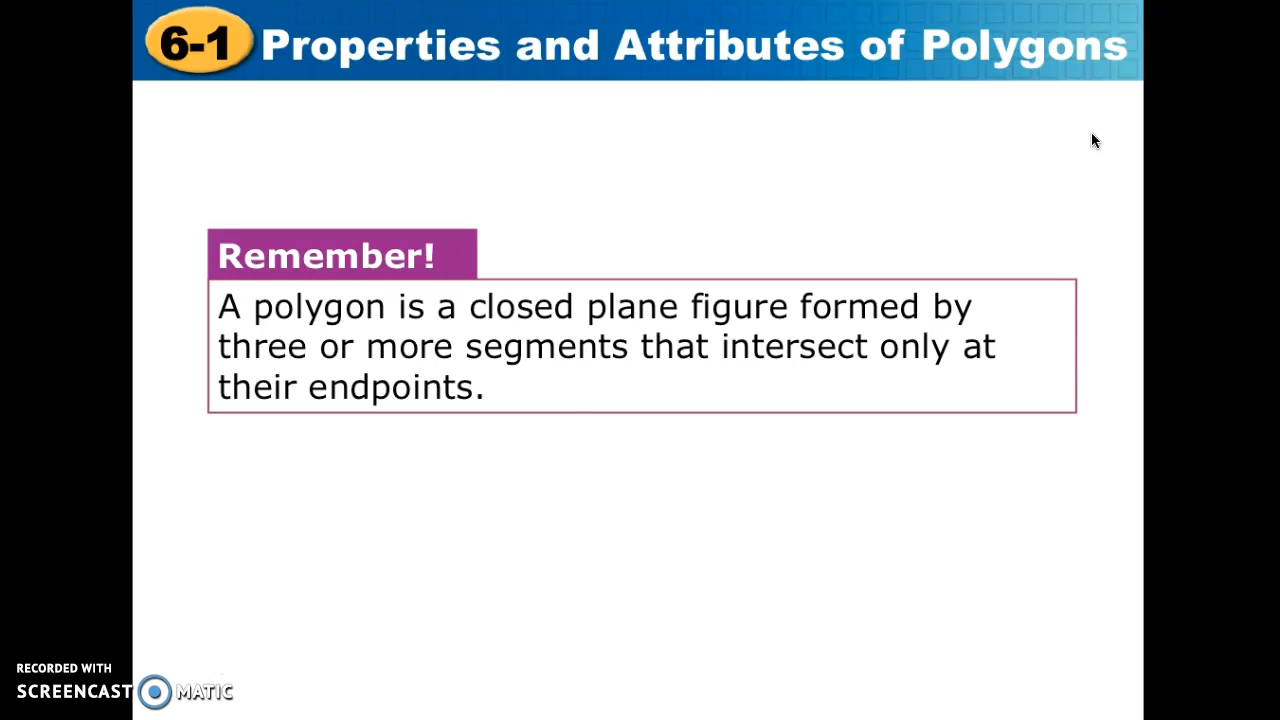 6-1 Properties and Attributes of Polygons
Remember!
A polygon is a closed plane figure formed by
three or more segments that intersect only at
their endpoints.
RECORDED WITH
SCREENCAST MATIC